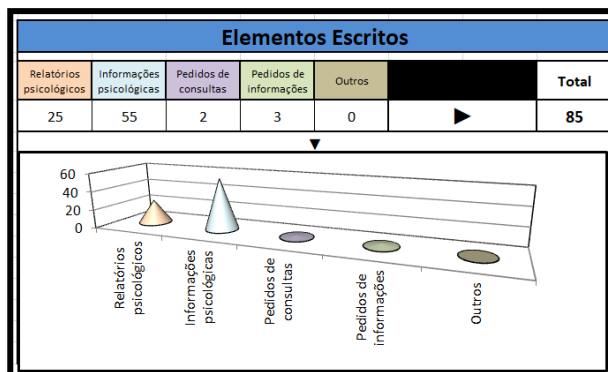 Elementos Escritos
Relatórios psicológicos
Informações psicológicas
Pedidos de consultas
Pedidos de informações
Outros
Total
25 55 2 3 0 ► 85
▼
60
40
20
0
Relatórios psicológicos
Informações psicológicas
Pedidos de consultas
Pedidos de informações
Outros